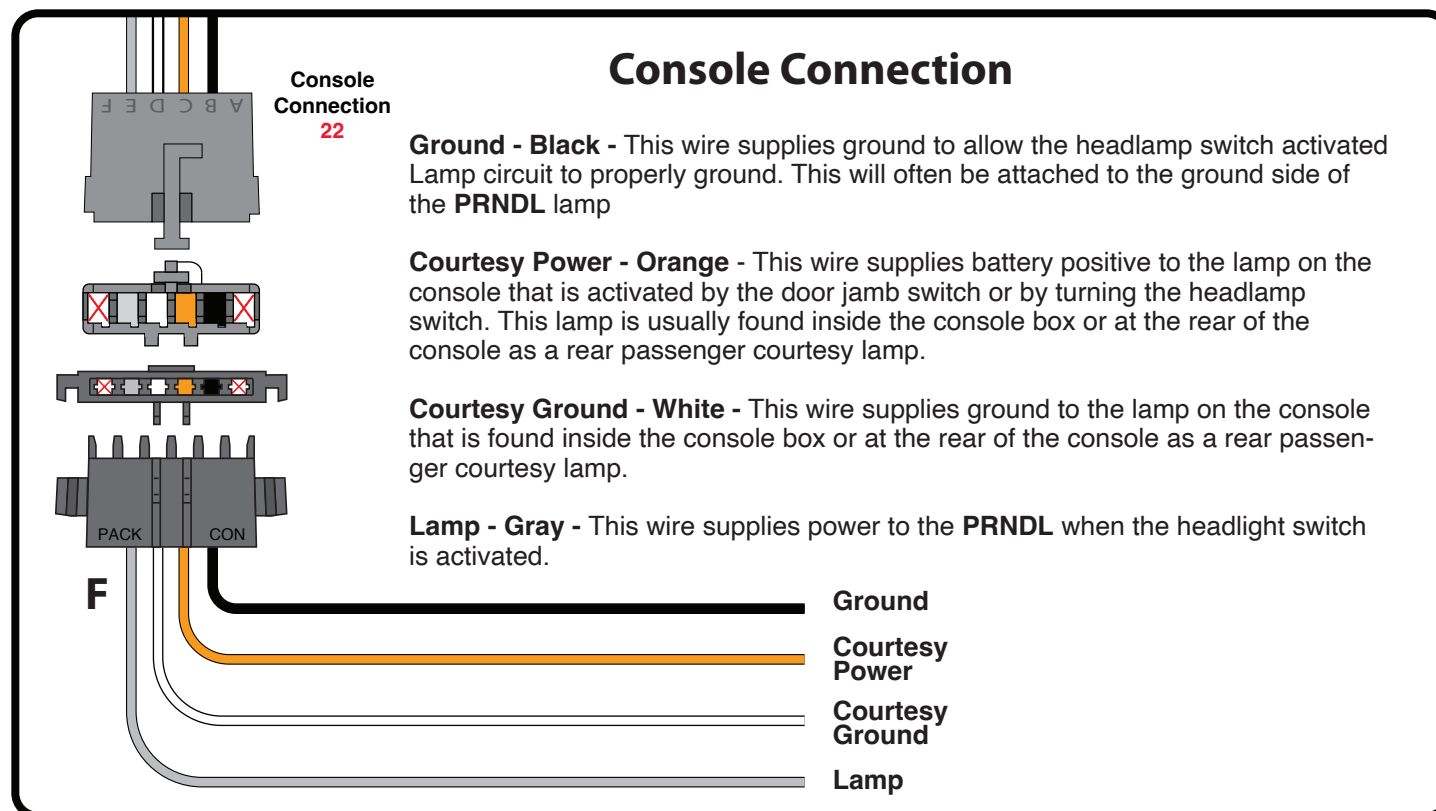 Console Connection
Console
Connection
22
F E D C B A
Ground - Black - This wire supplies ground to allow the headlamp switch activated
Lamp circuit to properly ground. This will often be attached to the ground side of
the PRNDL lamp
Courtesy Power - Orange - This wire supplies battery positive to the lamp on the
console that is activated by the door jamb switch or by turning the headlamp
switch. This lamp is usually found inside the console box or at the rear of the
console as a rear passenger courtesy lamp.
Courtesy Ground - White - This wire supplies ground to the lamp on the console
that is found inside the console box or at the rear of the console as a rear passen-
ger courtesy lamp.
Lamp - Gray - This wire supplies power to the PRNDL when the headlight switch
is activated.
PACK CON
F
Ground
Courtesy
Power
Courtesy
Ground
Lamp